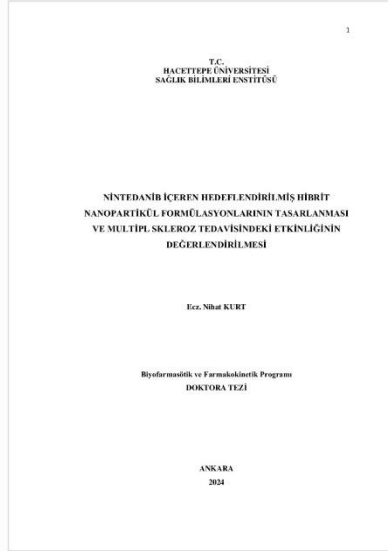 1
T.C.
HACETTEPE ÜNİVERSİTESİ
SAĞLIK BİLİMLERİ ENSTİTÜSÜ
NİNTEDANİB İÇEREN HEDEFLENDİRİLMİŞ HİBRİT
NANOPARTİKÜL FORMÜLASYONLARININ TASARLANMASI
VE MULTİPL SKLEROZ TEDAVİSİNDEKİ ETKİNLİĞİNİN
DEĞERLENDİRİLMESİ
Ecz. Nihat KURT
Biyofarmasötik ve Farmakokinetik Programı
DOKTORA TEZİ
ANKARA
2024